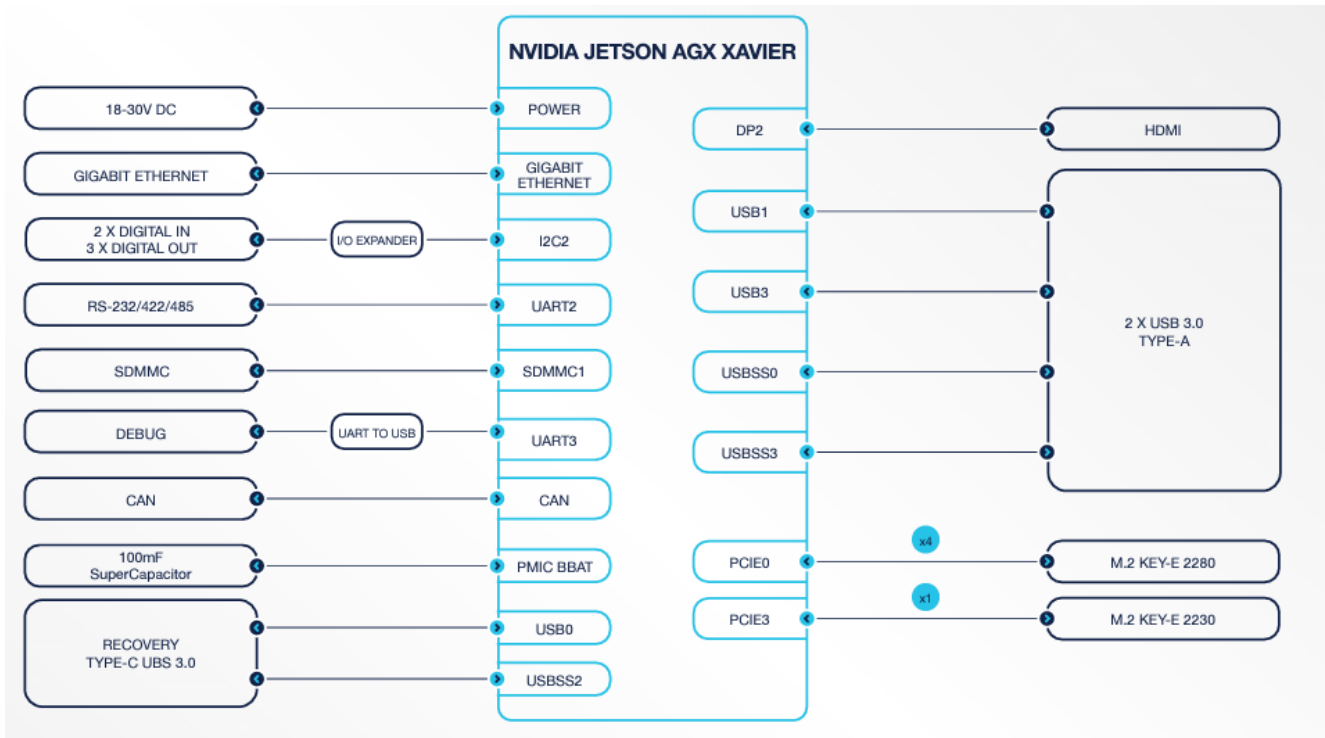 NVIDIA JETSON AGX XAVIER
18-30V DC
POWER
GIGABIT ETHERNET
GIGABIT
ETHERNET
2 X DIGITAL IN
3 X DIGITAL OUT
I/O EXPANDER
I2C2
RS-232/422/485
UART2
SDMMC
SDMMC1
DEBUG
UART TO USB
UART3
CAN
CAN
100mF
SuperCapacitor
PMIC BBAT
RECOVERY
TYPE-C UBS 3.0
USB0
USBSS2
DP2
HDMI
USB1
USB3
USBSS0
USBSS3
2 X USB 3.0
TYPE-A
PCIE0
x4
M.2 KEY-E 2280
PCIE3
x1
M.2 KEY-E 2230